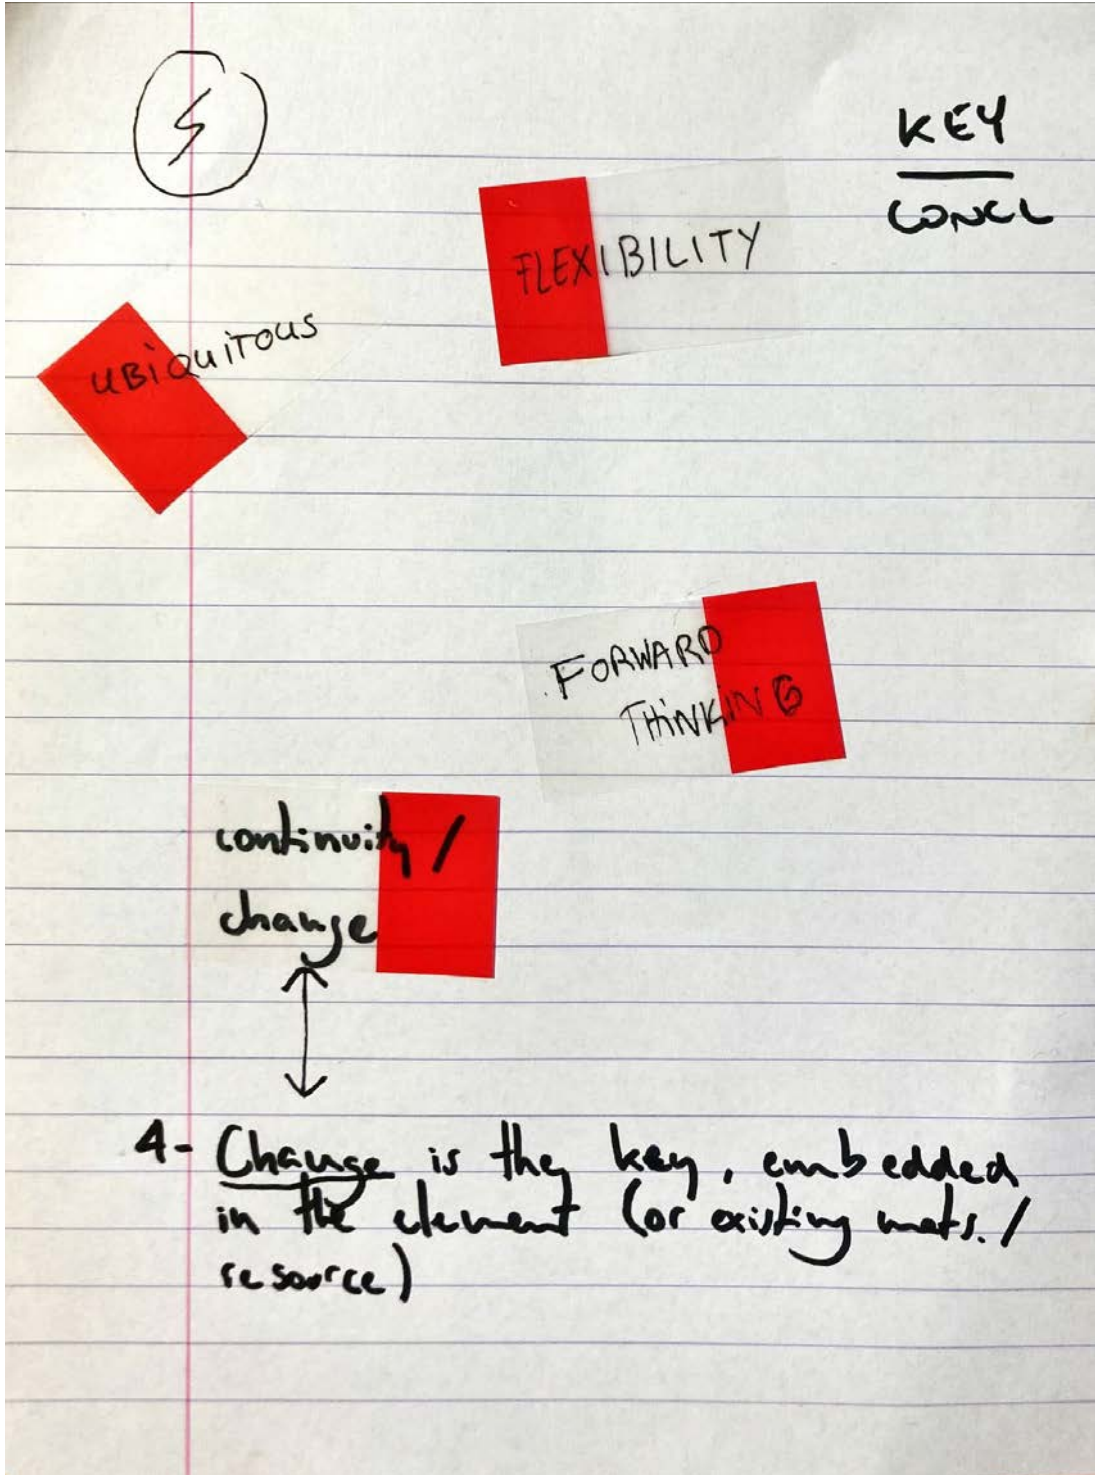 KEY
CONCL
FLEXIBILITY
UBiQUiTOUS
FORWARD
THiNKiNG
continuity /
change
4- Change is the key, embedded
in the element (or existing mats. /
resource)